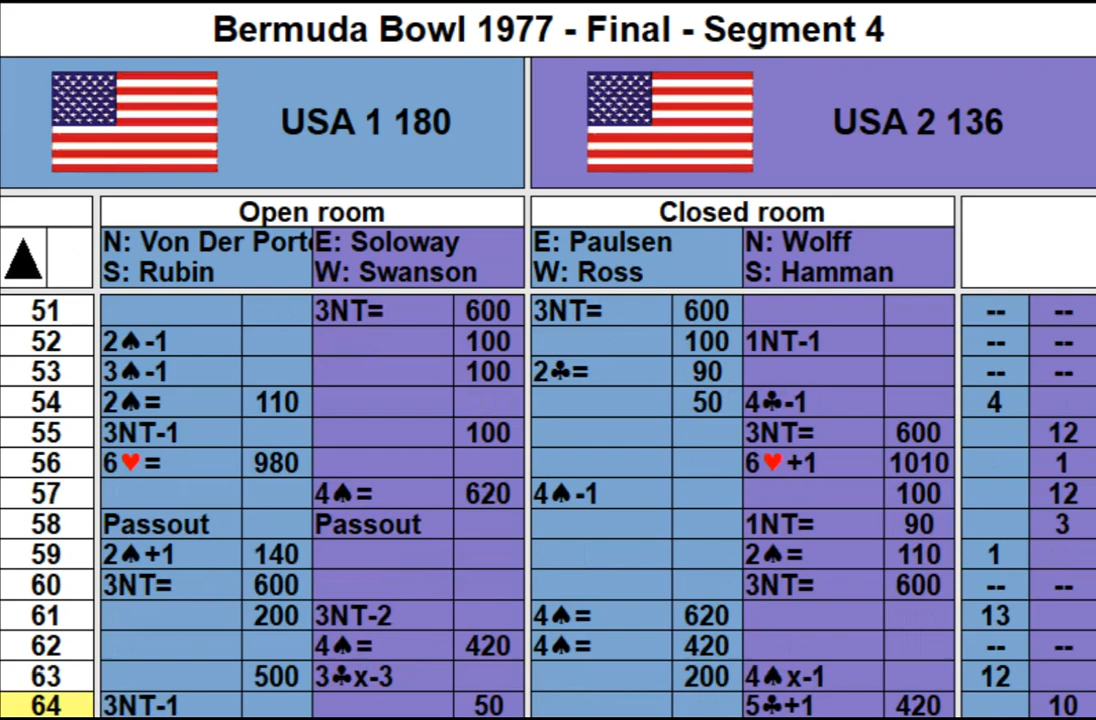 Bermuda Bowl 1977 - Final - Segment 4
USA 1 180 USA 2 136
Open room Closed room
N: Von Der Port E: Soloway E: Paulsen N: Wolff
▲ S: Rubin W: Swanson W: Ross S: Hamman
51 3NT= 600 3NT= 600 -- --
52 2♠-1 100 100 1NT-1 -- --
53 3♠-1 100 2♣= 90 -- --
54 2♠= 110 50 4♣-1 4
55 3NT-1 100 3NT= 600 12
56 6♥= 980 6♥+1 1010 1
57 4♠= 620 4♠-1 100 12
58 Passout Passout 1NT= 90 3
59 2♠+1 140 2♠= 110 1
60 3NT= 600 3NT= 600 -- --
61 200 3NT-2 4♠= 620 13
62 4♠= 420 4♠= 420 -- --
63 500 3♣x-3 200 4♠x-1 12
64 3NT-1 50 5♣+1 420 10